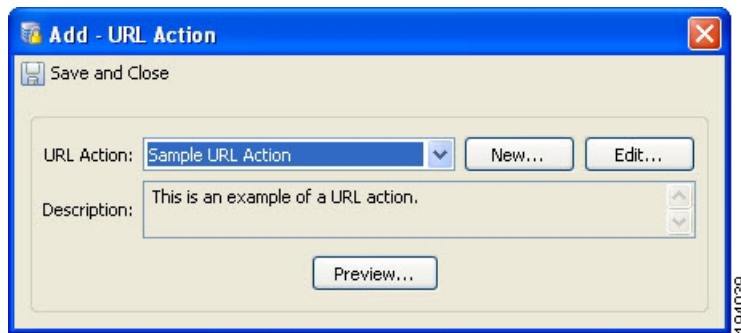 Add - URL Action
Save and Close
URL Action: Sample URL Action New... Edit...
Description: This is an example of a URL action.
Preview...
194039